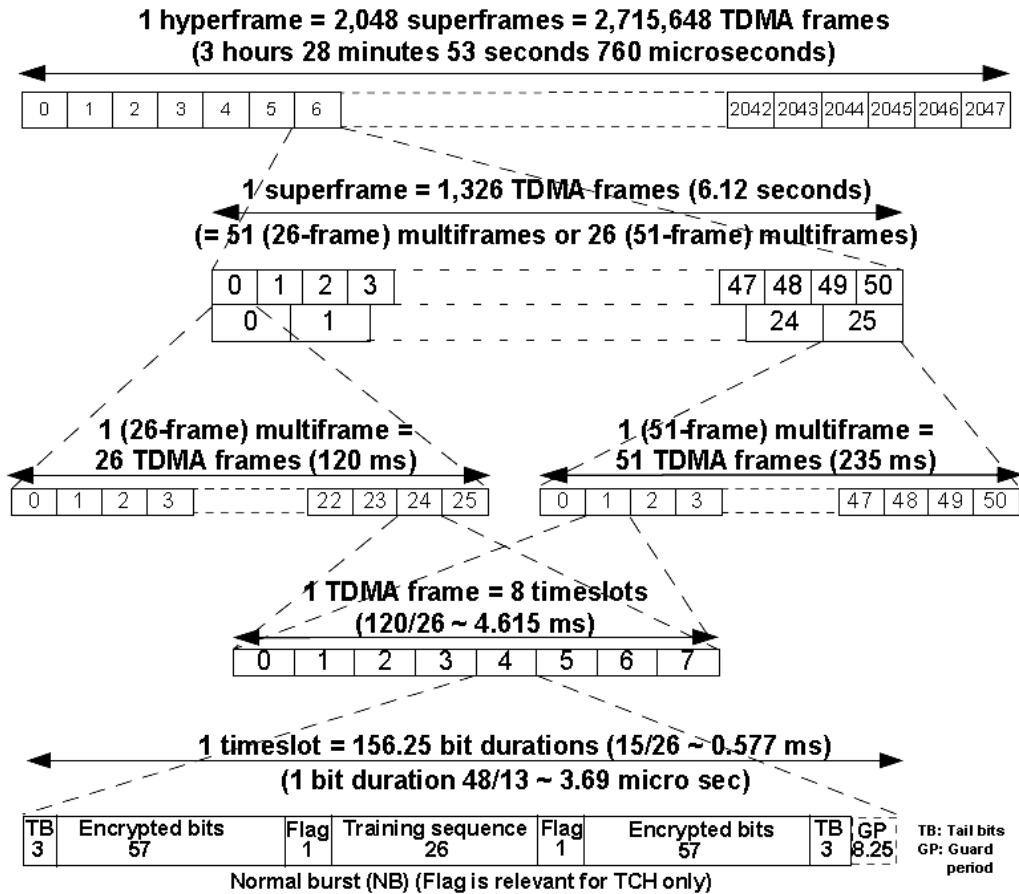 1 hyperframe = 2,048 superframes = 2,715,648 TDMA frames
(3 hours 28 minutes 53 seconds 760 microseconds)
0 1 2 3 4 5 6 2042 2043 2044 2045 2046 2047
1 superframe = 1,326 TDMA frames (6.12 seconds)
(= 51 (26-frame) multiframes or 26 (51-frame) multiframes)
0 1 2 3 47 48 49 50
0 1 24 25
1 (26-frame) multiframe =
26 TDMA frames (120 ms)
0 1 2 3 22 23 24 25
1 (51-frame) multiframe =
51 TDMA frames (235 ms)
0 1 2 3 47 48 49 50
1 TDMA frame = 8 timeslots
(120/26 ~ 4.615 ms)
0 1 2 3 4 5 6 7
1 timeslot = 156.25 bit durations (15/26 ~ 0.577 ms)
(1 bit duration 48/13 ~ 3.69 micro sec)
TB Encrypted bits Flag Training sequence Flag Encrypted bits TB GP
3 57 1 26 1 57 3 8.25
TB: Tail bits
GP: Guard
period
Normal burst (NB) (Flag is relevant for TCH only)